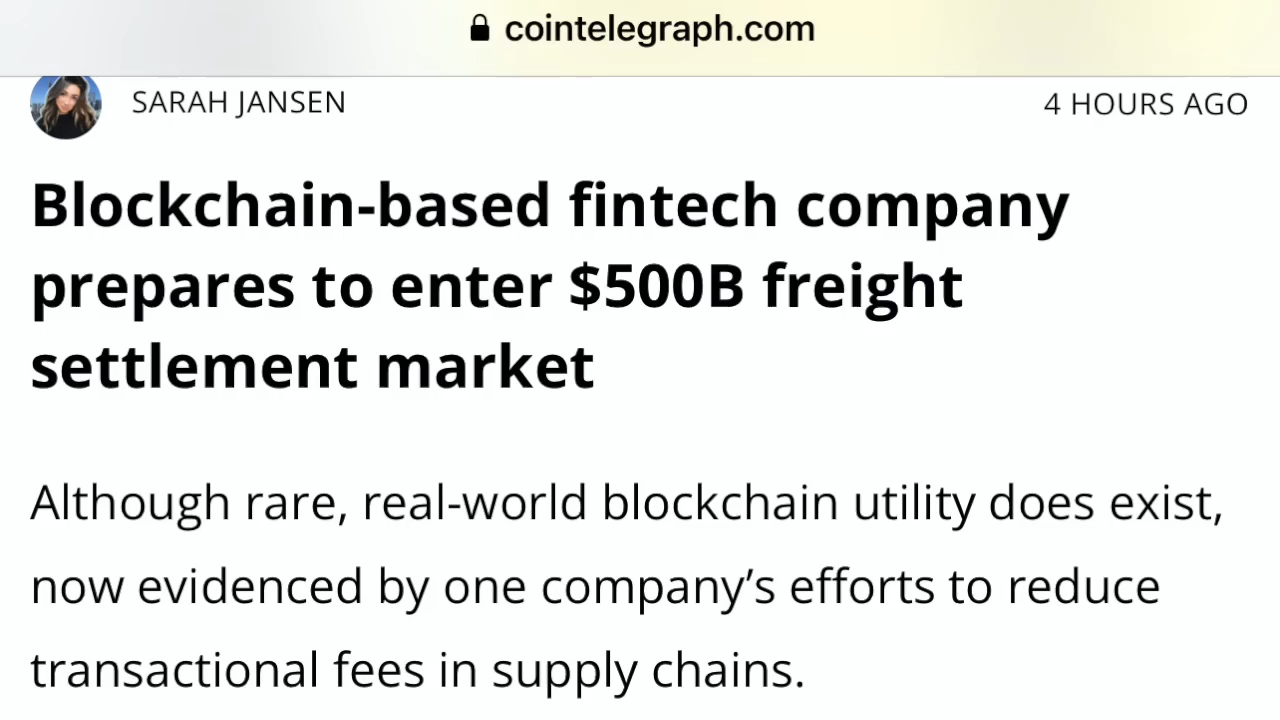 cointelegraph.com
SARAH JANSEN
4 HOURS AGO
Blockchain-based fintech company
prepares to enter $500B freight
settlement market
Although rare, real-world blockchain utility does exist,
now evidenced by one company’s efforts to reduce
transactional fees in supply chains.